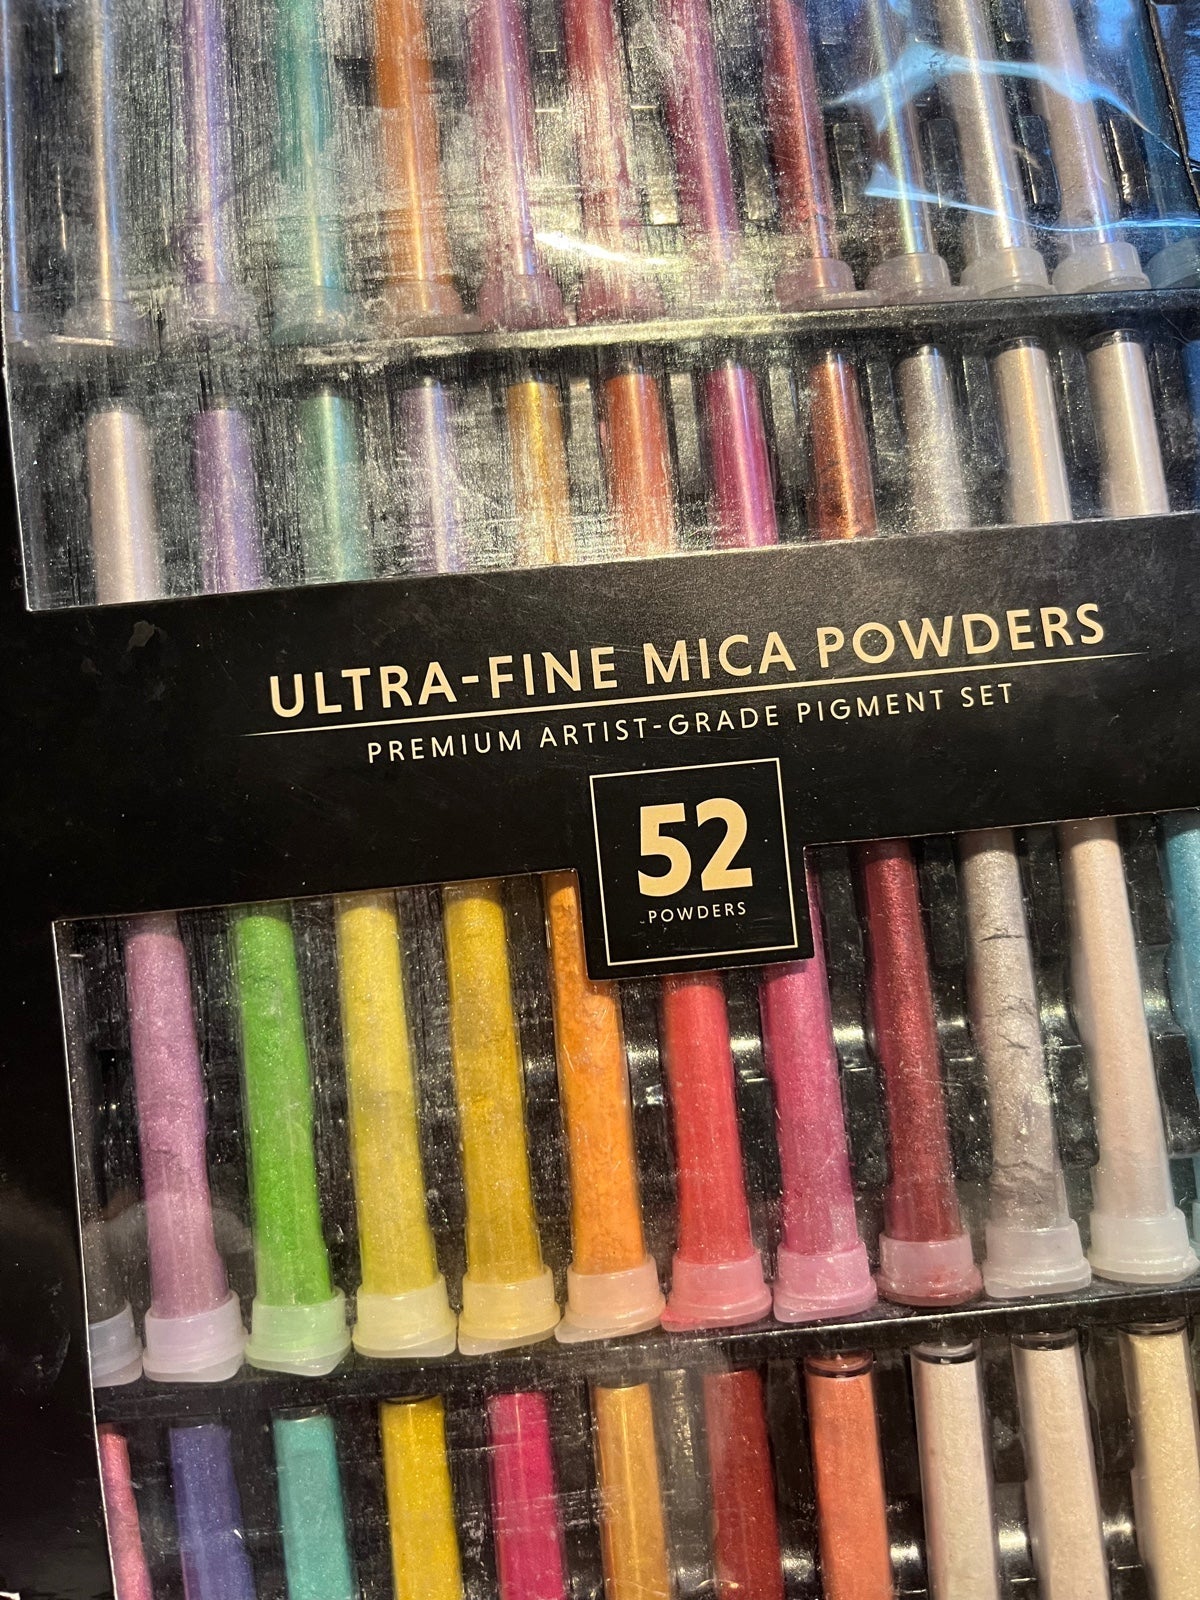 ULTRA-FINE MICA POWDERS
PREMIUM ARTIST-GRADE PIGMENT SET
52
POWDERS